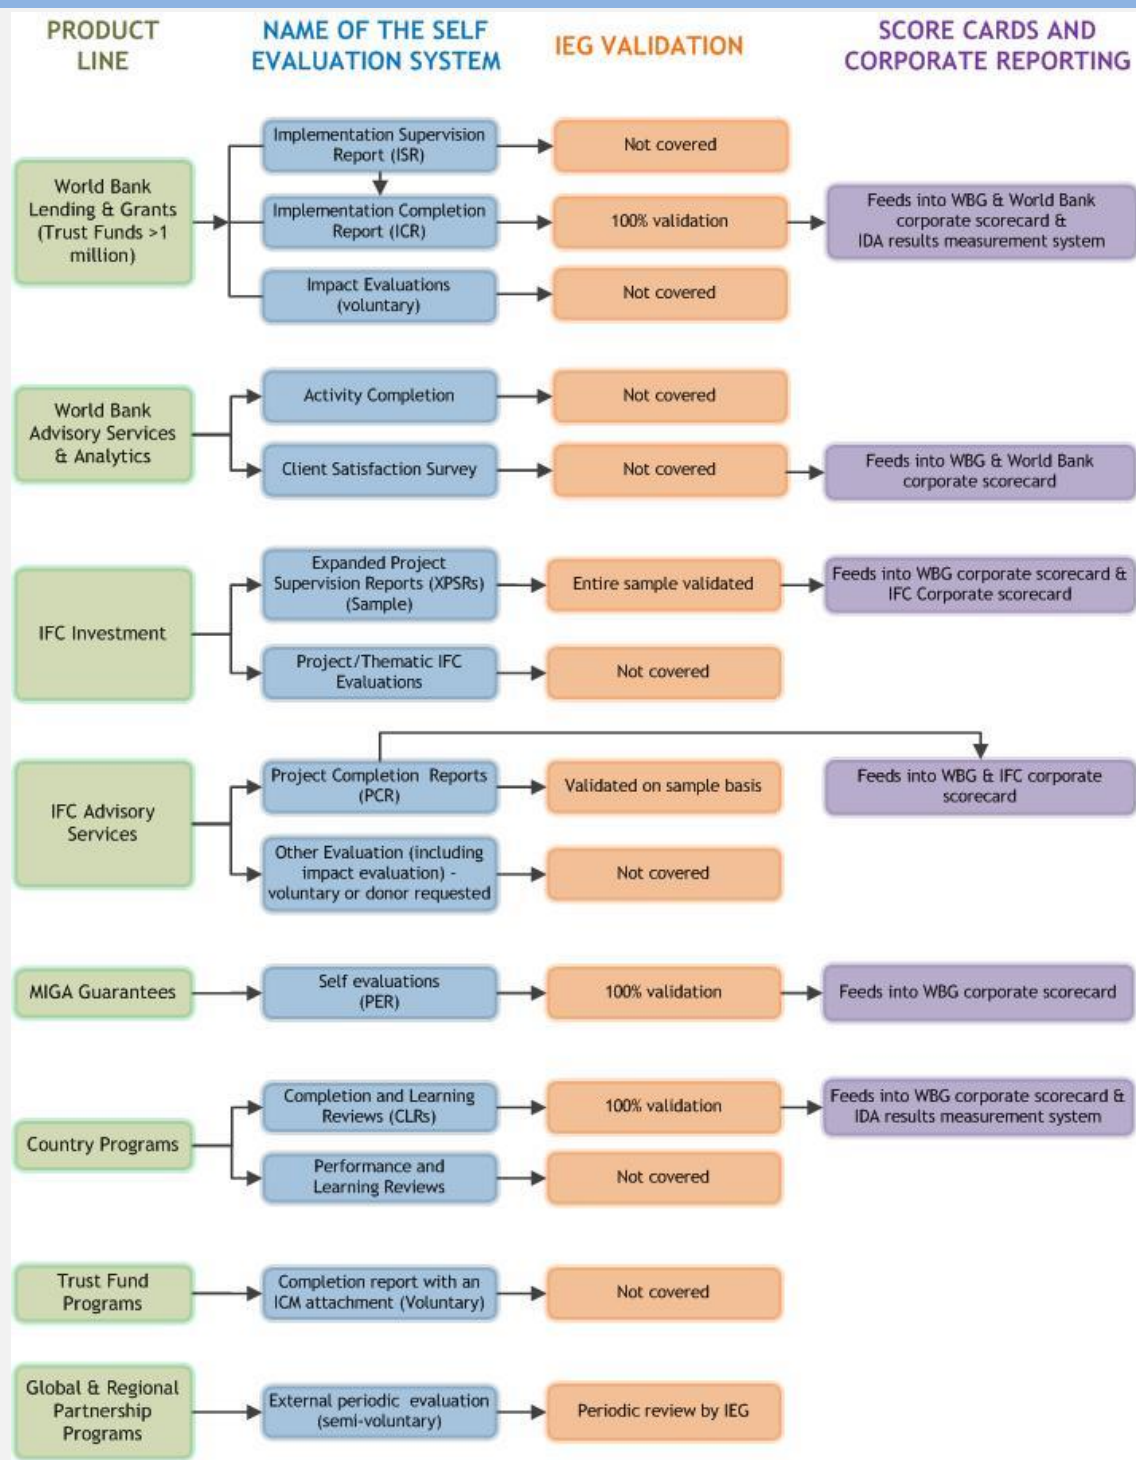 PRODUCT
LINE
NAME OF THE SELF
EVALUATION SYSTEM
IEG VALIDATION
SCORE CARDS AND
CORPORATE REPORTING
World Bank
Lending & Grants
(Trust Funds >1
million)
Implementation Supervision
Report (ISR)
Not covered
Implementation Completion
Report (ICR)
100% validation
Feeds into WBG & World Bank
corporate scorecard &
IDA results measurement system
Impact Evaluations
(voluntary)
Not covered
World Bank
Advisory Services
& Analytics
Activity Completion
Not covered
Client Satisfaction Survey
Not covered
Feeds into WBG & World Bank
corporate scorecard
IFC Investment
Expanded Project
Supervision Reports (XPSRs)
(Sample)
Entire sample validated
Feeds into WBG corporate scorecard &
IFC Corporate scorecard
Project/Thematic IFC
Evaluations
Not covered
IFC Advisory
Services
Project Completion Reports
(PCR)
Validated on sample basis
Feeds into WBG & IFC corporate
scorecard
Other Evaluation (including
impact evaluation) -
voluntary or donor requested
Not covered
MIGA Guarantees
Self evaluations
(PER)
100% validation
Feeds into WBG corporate scorecard
Country Programs
Completion and Learning
Reviews (CLRs)
100% validation
Feeds into WBG corporate scorecard &
IDA results measurement system
Performance and
Learning Reviews
Not covered
Trust Fund
Programs
Completion report with an
ICM attachment (Voluntary)
Not covered
Global & Regional
Partnership
Programs
External periodic evaluation
(semi-voluntary)
Periodic review by IEG